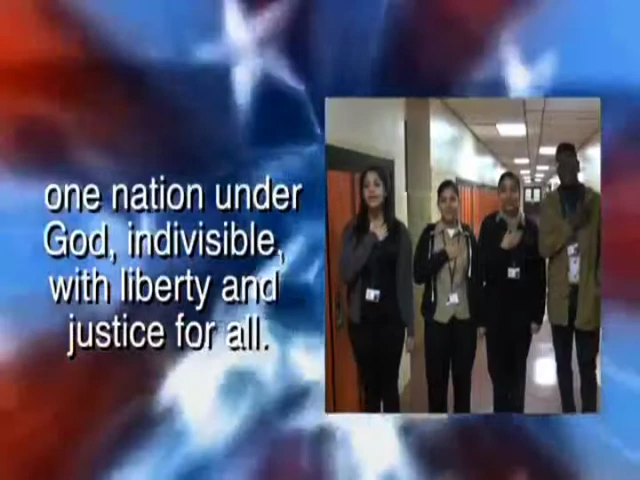 one nation under
God, indivisible,
with liberty and
justice for all.